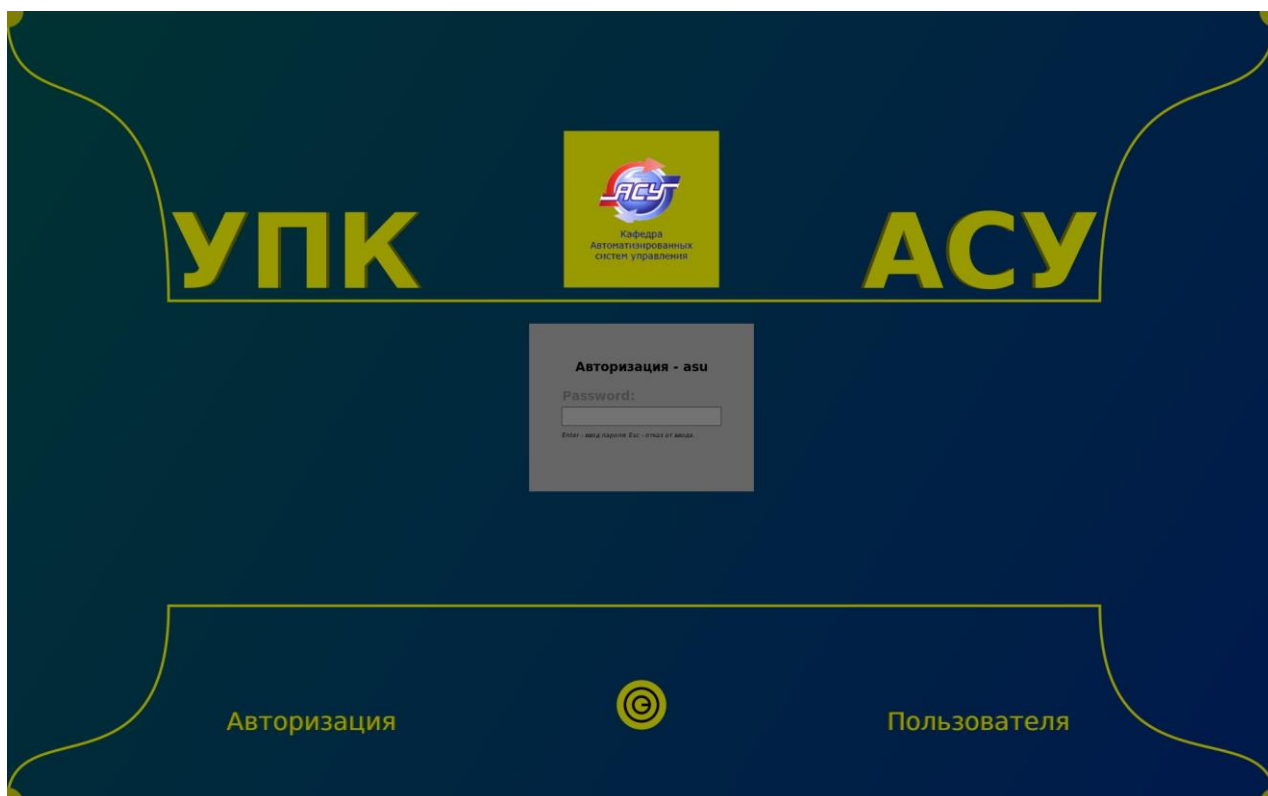 УПК
АСУ
Кафедра
Автоматизированных
систем управления
АСУ
Авторизация - asu
Password:
Enter - ввод пароля Esc - отказ от ввода.
Авторизация
Пользователя